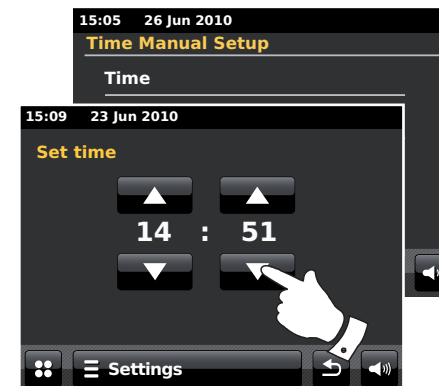 15:05 26 Jun 2010
Time Manual Setup
Time
15:09 23 Jun 2010
Set time
14 : 51
Settings